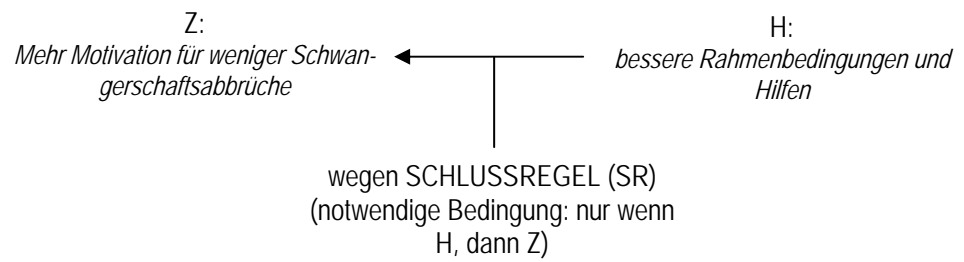 Z:
Mehr Motivation für weniger Schwan-
gerschaftsabbrüche
H:
bessere Rahmenbedingungen und
Hilfen
wegen SCHLUSSREGEL (SR)
(notwendige Bedingung: nur wenn
H, dann Z)